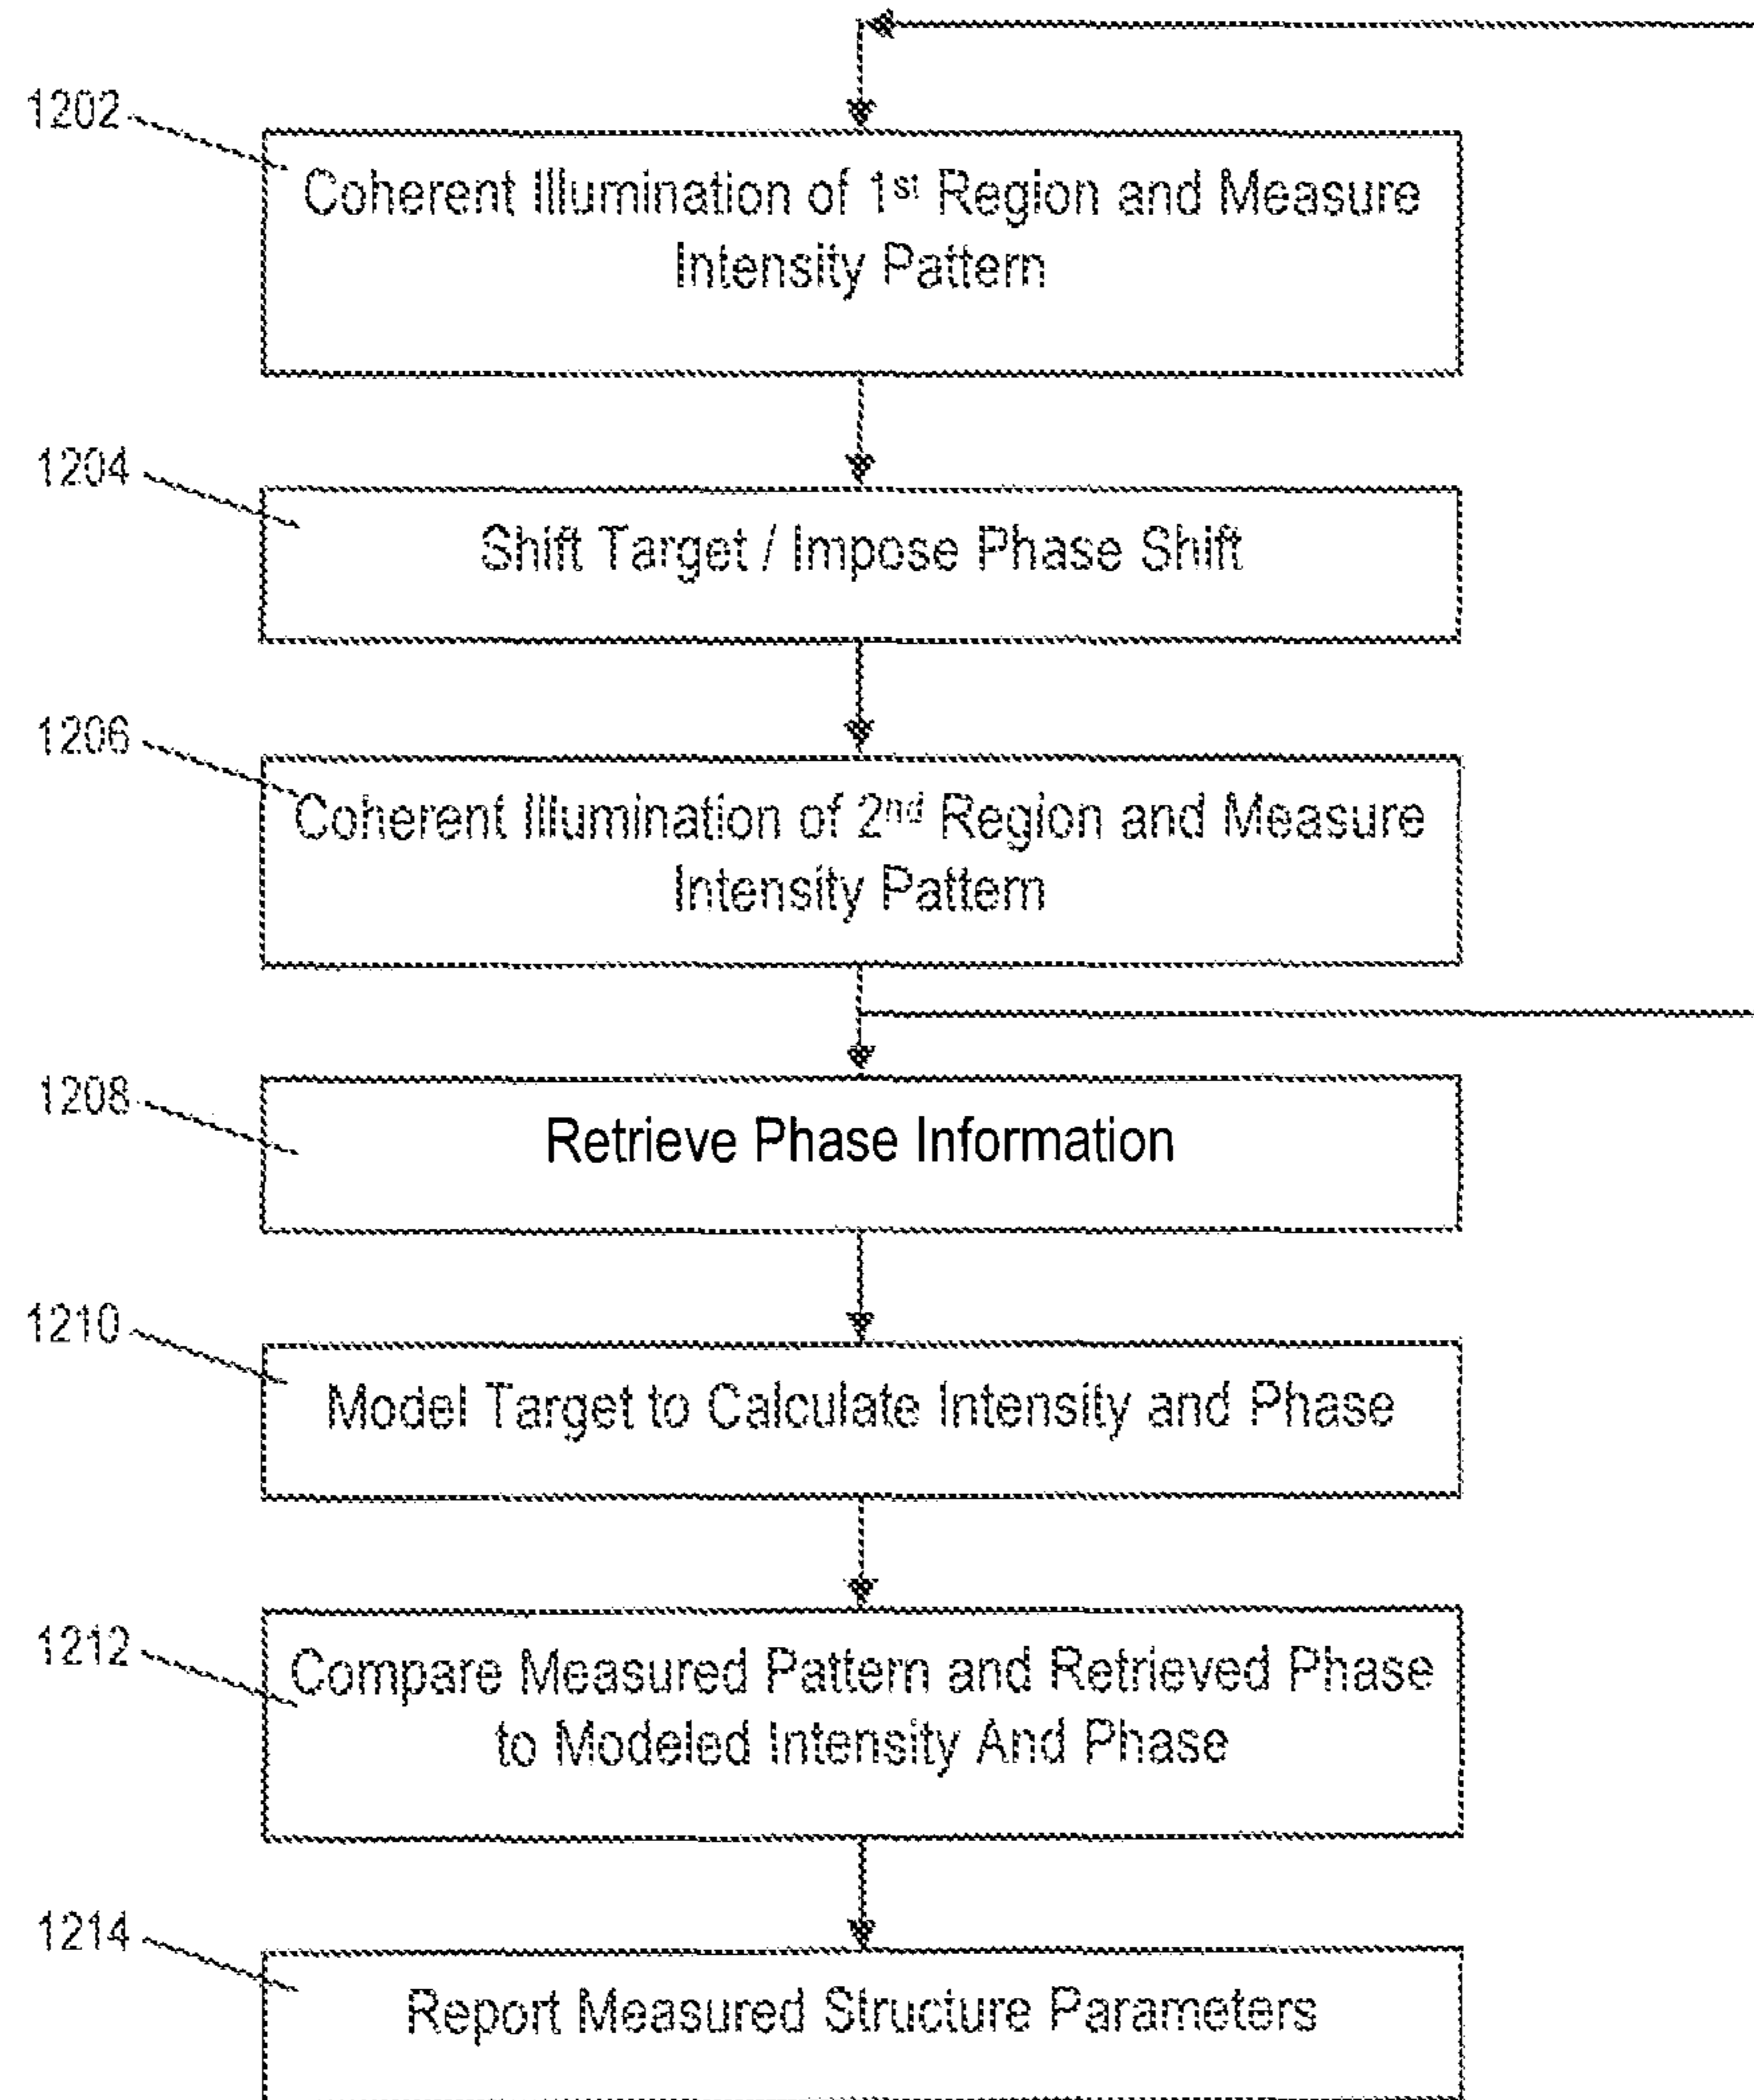 1202
Coherent Illumination of 1st Region and Measure
Intensity Pattern
1204
Shift Target / Impose Phase Shift
1206
Coherent Illumination of 2nd Region and Measure
Intensity Pattern
1208
Retrieve Phase Information
1210
Model Target to Calculate Intensity and Phase
1212
Compare Measured Pattern and Retrieved Phase
to Modeled Intensity And Phase
1214
Report Measured Structure Parameters